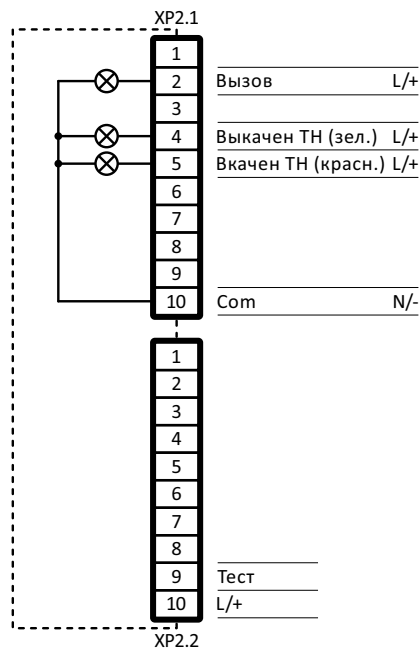 XP2.1
1
2 Вызов L/+
3
4 Выкачен ТН (зел.) L/+
5 Вкачен ТН (красн.) L/+
6
7
8
9
10 Com N/-
1
2
3
4
5
6
7
8
9 Тест
10 L/+
XP2.2